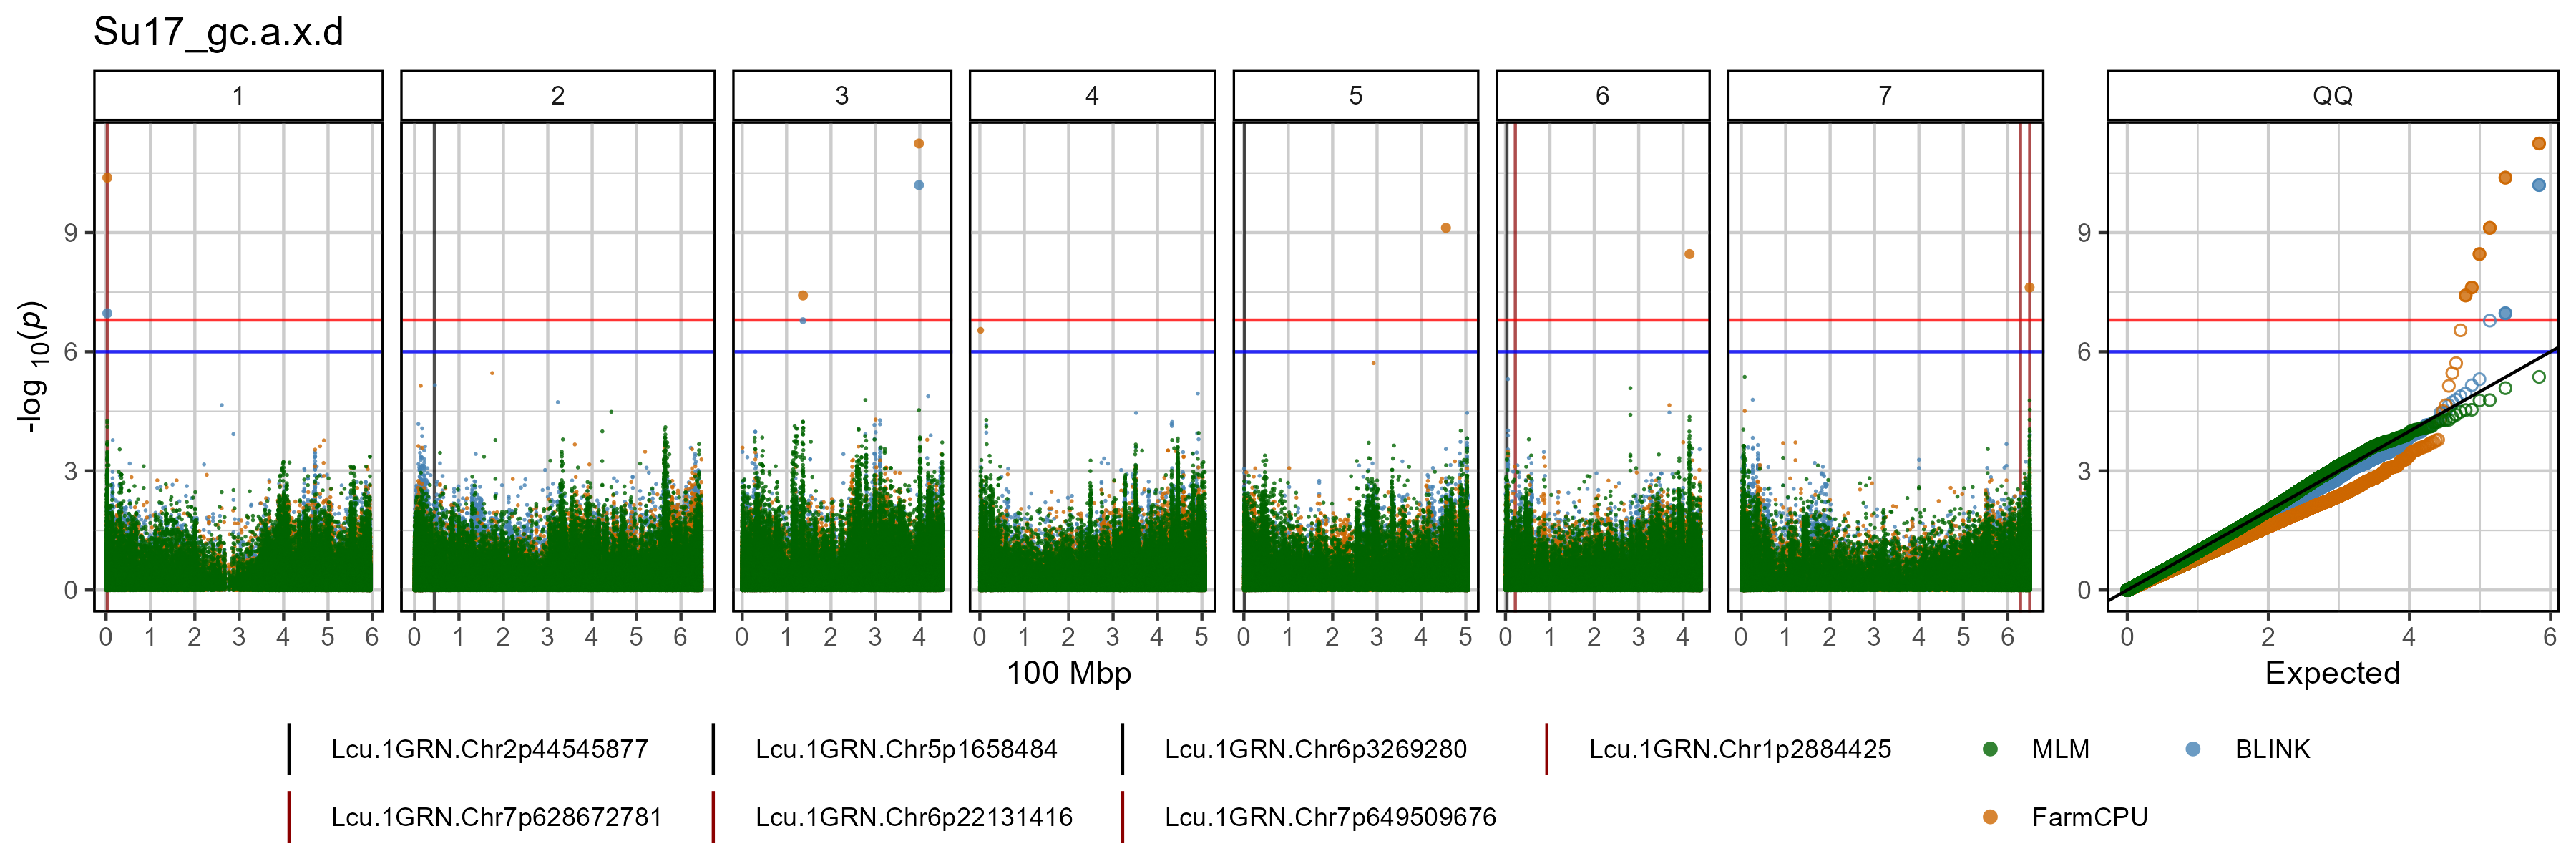 Su17_gc.a.x.d
1 2 3 4 5 6 7 QQ
-log 10(p)
9 9
6 6
3 3
0 0
0 1 2 3 4 5 6 0 1 2 3 4 5 6 0 1 2 3 4 0 1 2 3 4 5 0 1 2 3 4 5 0 1 2 3 4 0 1 2 3 4 5 6 0 2 4 6
100 Mbp Expected
Lcu.1GRN.Chr2p44545877 Lcu.1GRN.Chr5p1658484 Lcu.1GRN.Chr6p3269280 Lcu.1GRN.Chr1p2884425 MLM BLINK
Lcu.1GRN.Chr7p628672781 Lcu.1GRN.Chr6p22131416 Lcu.1GRN.Chr7p649509676 FarmCPU